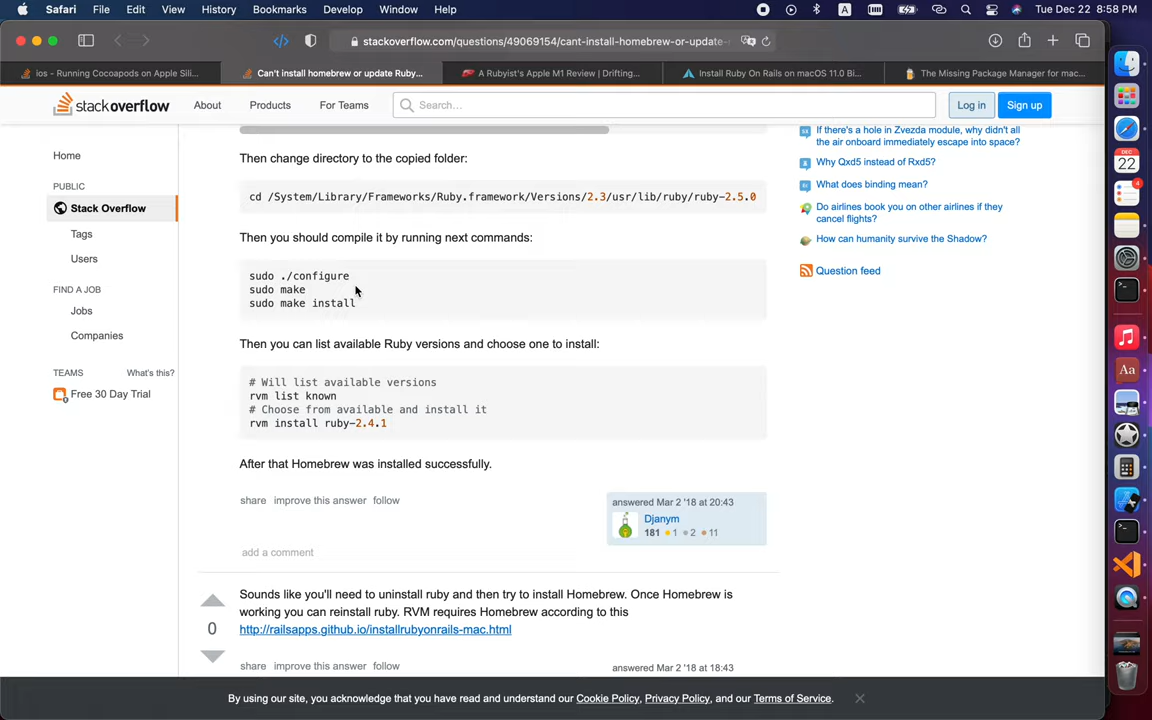 Safari File Edit View History Bookmarks Develop Window Help
A
Tue Dec 22 8:58 PM
stackoverflow.com/questions/49069154/cant-install-homebrew-or-update-
ios - Running Cocoapods on Apple Sili...
Can't install homebrew or update Ruby...
A Rubyist's Apple M1 Review | Drifting...
Install Ruby On Rails on macOS 11.0 Bi...
The Missing Package Manager for mac...
stackoverflow
About
Products
For Teams
Search...
Log in
Sign up
Home
PUBLIC
Stack Overflow
Tags
Users
FIND A JOB
Jobs
Companies
TEAMS
What's this?
Free 30 Day Trial
Then change directory to the copied folder:
cd /System/Library/Frameworks/Ruby.framework/Versions/2.3/usr/lib/ruby/ruby-2.5.0
Then you should compile it by running next commands:
sudo ./configure
sudo make
sudo make install
Then you can list available Ruby versions and choose one to install:
# Will list available versions
rvm list known
# Choose from available and install it
rvm install ruby-2.4.1
After that Homebrew was installed successfully.
share improve this answer follow
answered Mar 2 '18 at 20:43
Djanym
181 1 2 11
add a comment
0
Sounds like you'll need to uninstall ruby and then try to install Homebrew. Once Homebrew is
working you can reinstall ruby. RVM requires Homebrew according to this
http://railsapps.github.io/installrubyonrails-mac.html
share improve this answer follow
answered Mar 2 '18 at 18:43
If there's a hole in Zvezda module, why didn't all
the air onboard immediately escape into space?
Why Qxd5 instead of Rxd5?
What does binding mean?
Do airlines book you on other airlines if they
cancel flights?
How can humanity survive the Shadow?
Question feed
By using our site, you acknowledge that you have read and understand our Cookie Policy, Privacy Policy, and our Terms of Service.
DEC
22
4
Aa